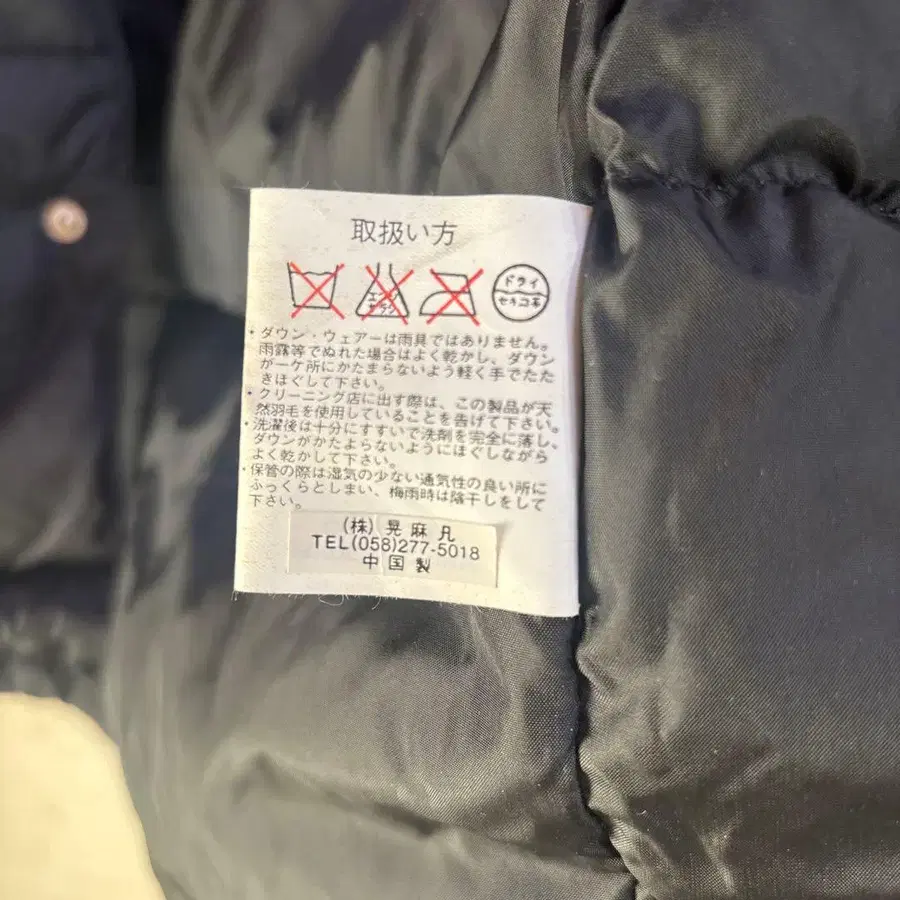 取扱い方
エンソ
サラシ
ドライ
セキユ系
・ダウン・ウェアーは雨具ではありません。
雨露等でぬれた場合はよく乾かし、ダウン
がーケ所にかたまらないよう軽く手でたた
きほぐして下さい。
・クリーニング店に出す際は、この製品が天
然羽毛を使用していることを告げて下さい。
・洗濯後は十分にすすいで洗剤を完全に落し、
ダウンがかたよらないようにほぐしながら
よく乾かして下さい。
・保管の際は湿気の少ない通気性の良い所に
ふっくらとしまい、梅雨時は陰干しをして
下さい。
(株) 晃麻凡
TEL(058)277-5018
中国製